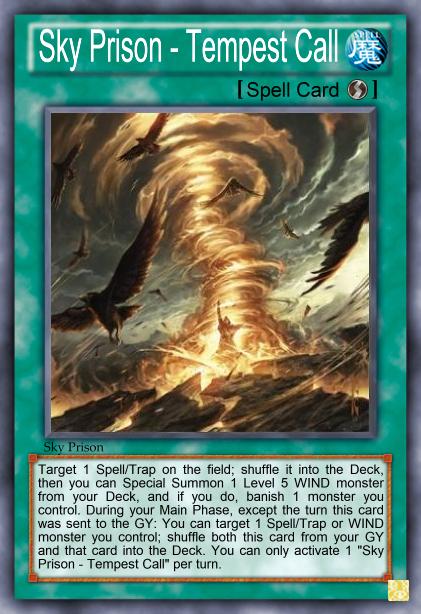 Sky Prison - Tempest Call
SPELL
魔
[Spell Card ]
Sky Prison
Target 1 Spell/Trap on the field; shuffle it into the Deck,
then you can Special Summon 1 Level 5 WIND monster
from your Deck, and if you do, banish 1 monster you
control. During your Main Phase, except the turn this card
was sent to the GY: You can target 1 Spell/Trap or WIND
monster you control; shuffle both this card from your GY
and that card into the Deck. You can only activate 1 "Sky
Prison - Tempest Call" per turn.